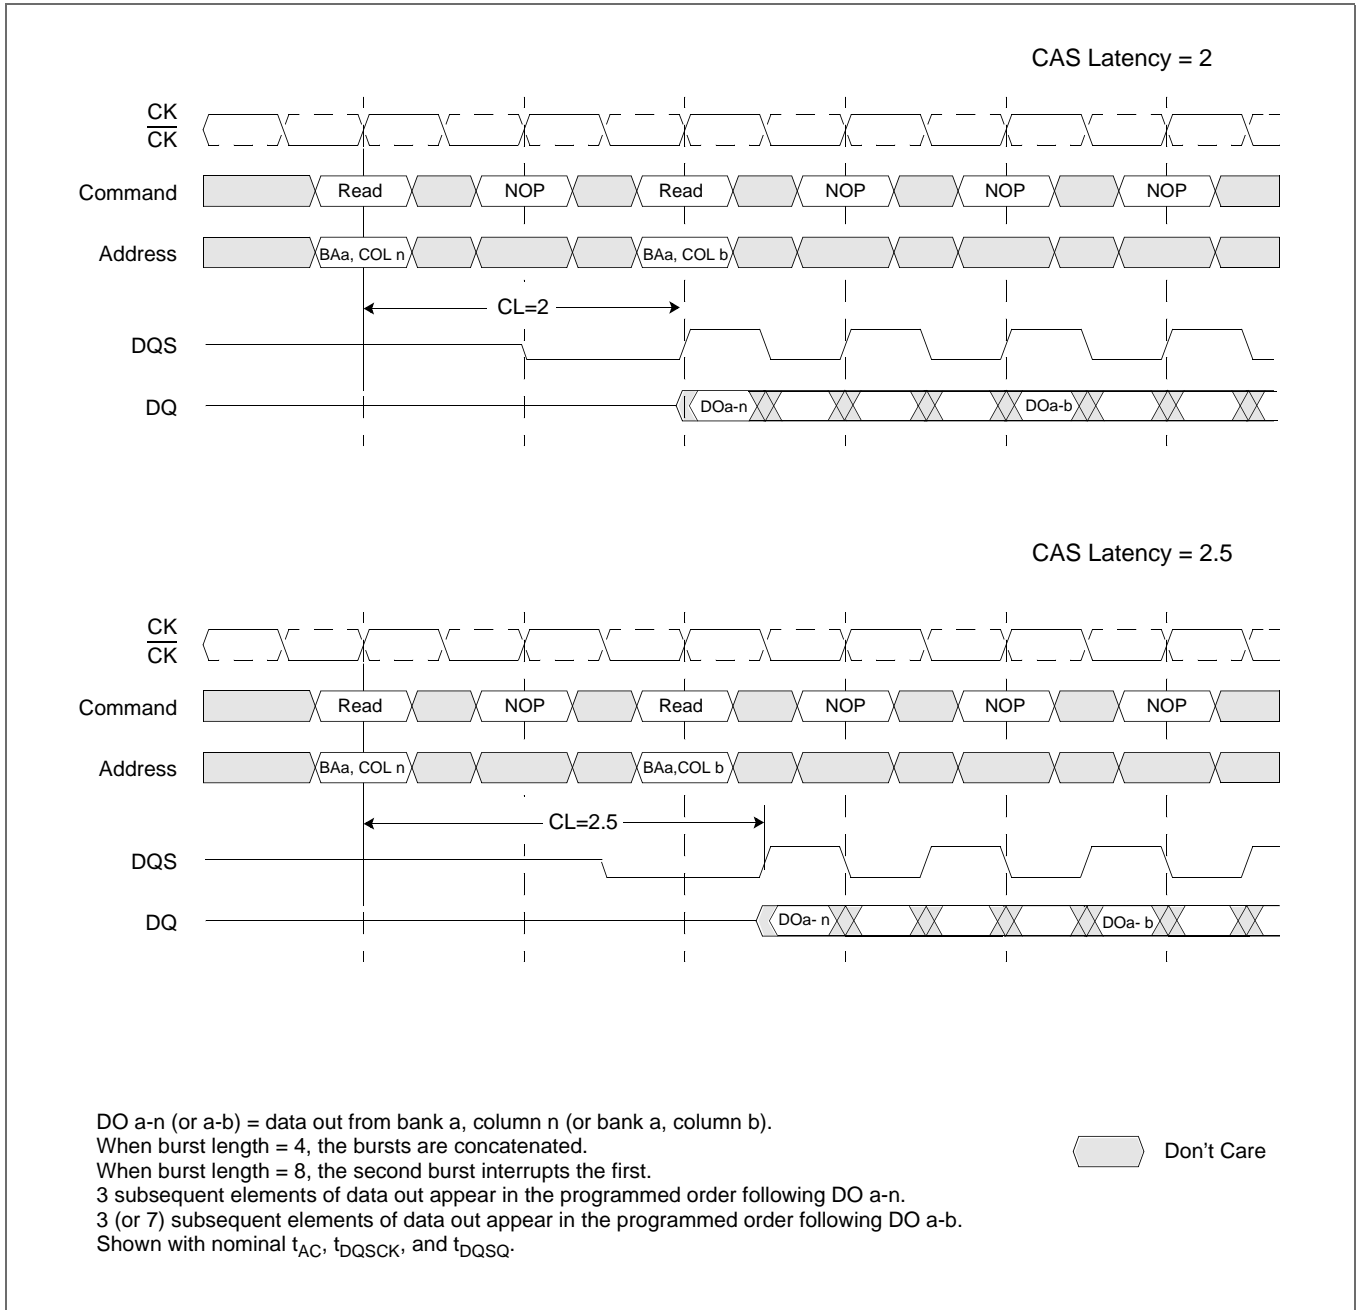 CAS Latency = 2
CK
CK
Command Read NOP Read NOP NOP NOP
Address BAa, COL n BAa, COL b
CL=2
DQS
DQ DOa-n DOa-b
CAS Latency = 2.5
CK
CK
Command Read NOP Read NOP NOP NOP
Address BAa, COL n BAa,COL b
CL=2.5
DQS
DQ DOa- n DOa- b
DO a-n (or a-b) = data out from bank a, column n (or bank a, column b).
When burst length = 4, the bursts are concatenated.
When burst length = 8, the second burst interrupts the first.
3 subsequent elements of data out appear in the programmed order following DO a-n.
3 (or 7) subsequent elements of data out appear in the programmed order following DO a-b.
Shown with nominal tAC, tDQSCK, and tDQSQ.
Don't Care